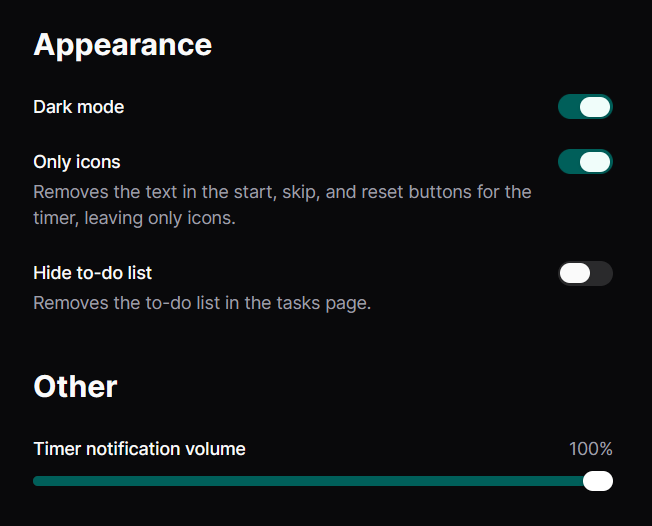 Appearance
Dark mode
Only icons
Removes the text in the start, skip, and reset buttons for the
timer, leaving only icons.
Hide to-do list
Removes the to-do list in the tasks page.
Other
Timer notification volume 100%